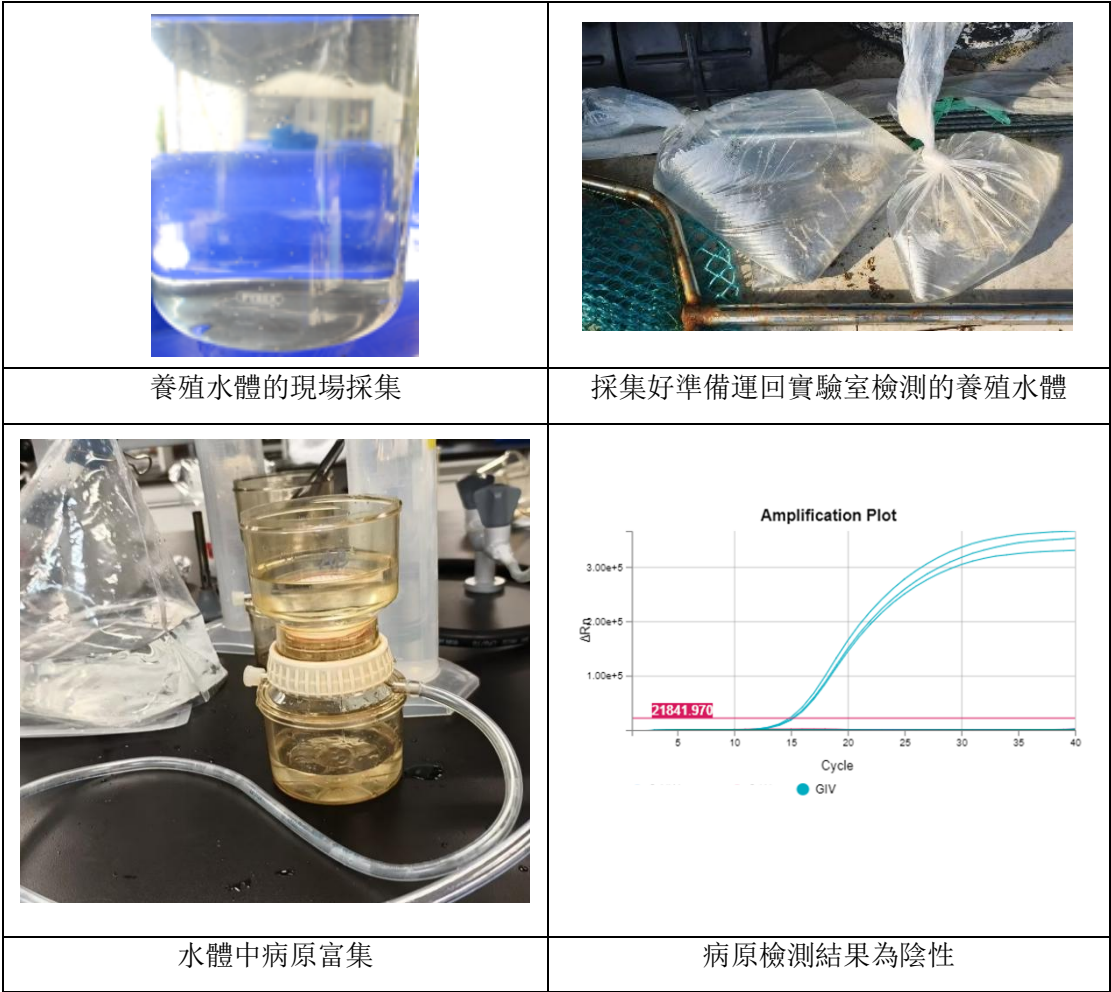 養殖水體的現場採集
採集好準備運回實驗室檢測的養殖水體
水體中病原富集
Amplification Plot
ΔRn
3.00e+5
2.00e+5
1.00e+5
21841.970
5 10 15 20 25 30 35 40
Cycle
GIV
病原檢測結果為陰性